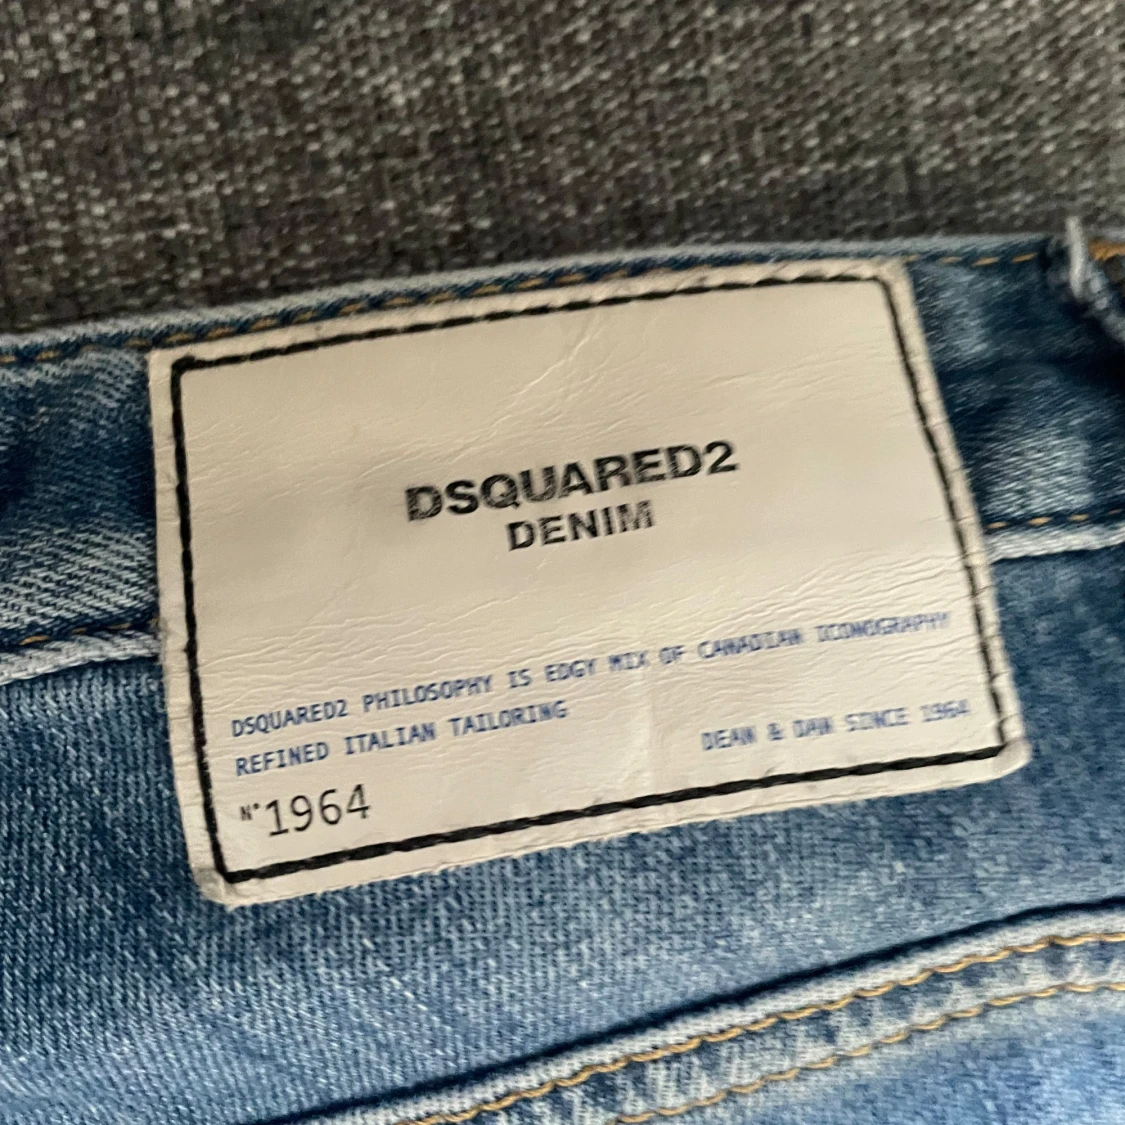 DSQUARED2
DENIM
DSQUARED2 PHILOSOPHY IS EDGY MIX OF CANADIAN ICONOGRAPHY
REFINED ITALIAN TAILORING
DEAN & DAN SINCE 1964
N° 1964